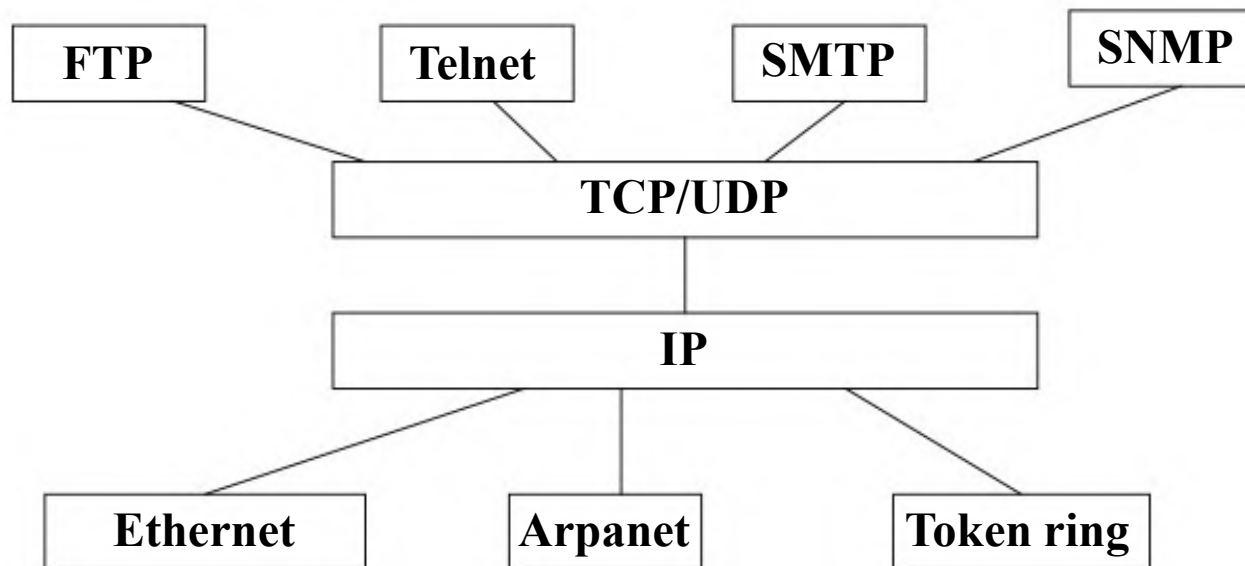 FTP
Telnet
SMTP
SNMP
TCP/UDP
IP
Ethernet
Arpanet
Token ring